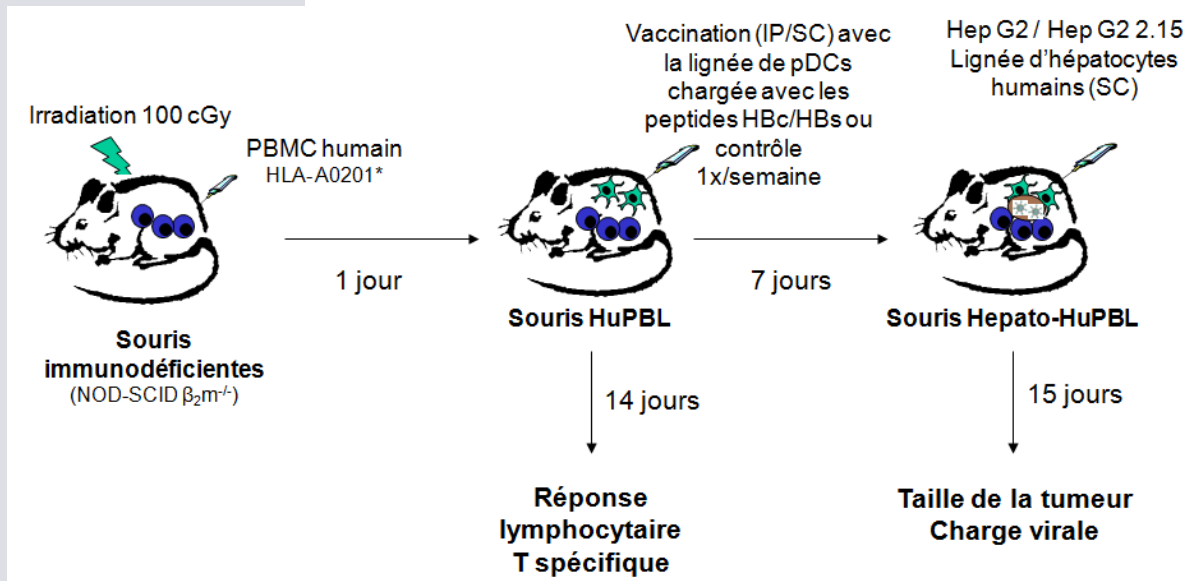 Irradiation 100 cGy
PBMC humain
HLA-A0201*
Vaccination (IP/SC) avec
la lignée de pDCs
chargée avec les
peptides HBc/HBs ou
contrôle
1x/semaine
Hep G2 / Hep G2 2.15
Lignée d'hépatocytes
humains (SC)
1 jour
7 jours
Souris
immunodéficientes
(NOD-SCID β₂m⁻/⁻)
Souris HuPBL
Souris Hepato-HuPBL
14 jours
15 jours
Réponse
lymphocytaire
T spécifique
Taille de la tumeur
Charge virale